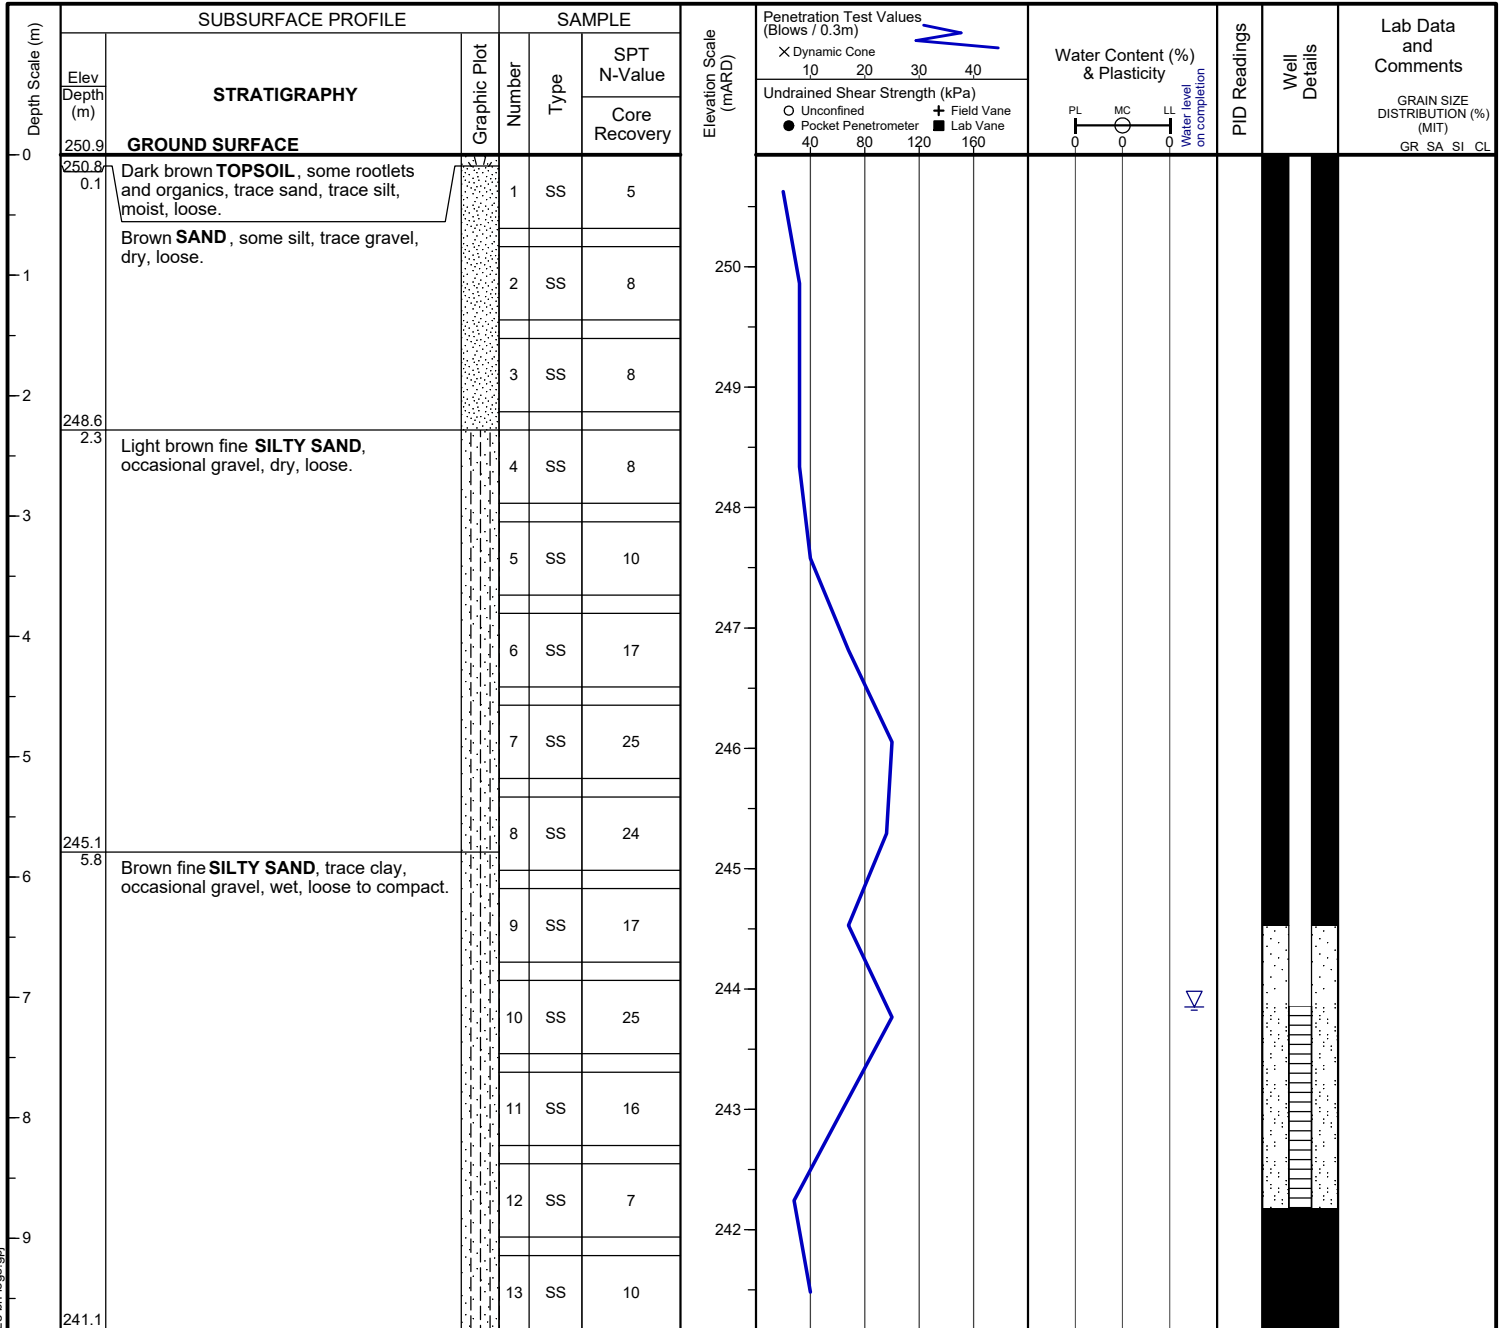 SUBSURFACE PROFILE
SAMPLE
Depth Scale (m)
Elev
Depth
(m)
STRATIGRAPHY
Graphic Plot
Number
Type
SPT
N-Value
Core
Recovery
Elevation Scale
(mARD)
Penetration Test Values
(Blows / 0.3m)
× Dynamic Cone
10 20 30 40
Undrained Shear Strength (kPa)
Unconfined
Field Vane
Pocket Penetrometer
Lab Vane
40 80 120 160
Water Content (%)
& Plasticity
PL MC LL
0 0 0
Water level
on completion
PID Readings
Well
Details
Lab Data
and
Comments
GRAIN SIZE
DISTRIBUTION (%)
(MIT)
GR SA SI CL
250.9 GROUND SURFACE
0
250.8
0.1
Dark brown TOPSOIL, some rootlets
and organics, trace sand, trace silt,
moist, loose.
1 SS 5
Brown SAND, some silt, trace gravel,
dry, loose.
250
1
2 SS 8
3 SS 8
249
2
248.6
2.3
Light brown fine SILTY SAND,
occasional gravel, dry, loose.
4 SS 8
248
3
5 SS 10
247
4
6 SS 17
7 SS 25
246
5
8 SS 24
245.1
5.8
Brown fine SILTY SAND, trace clay,
occasional gravel, wet, loose to compact.
245
6
9 SS 17
244
7
10 SS 25
243
8
11 SS 16
12 SS 7
242
9
13 SS 10
241.1